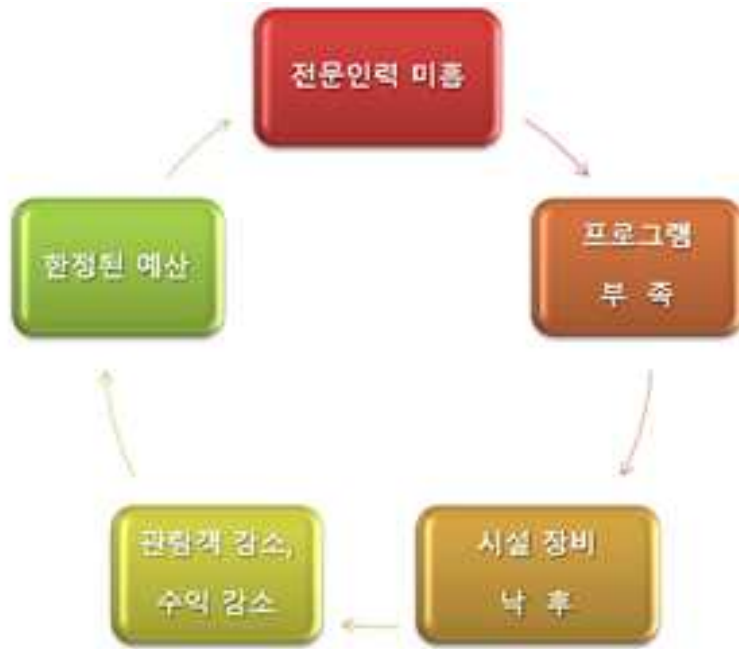 전문인력 미흡
프로그램
부 족
시설 장비
낙 후
관람객 감소,
수익 감소
한정된 예산